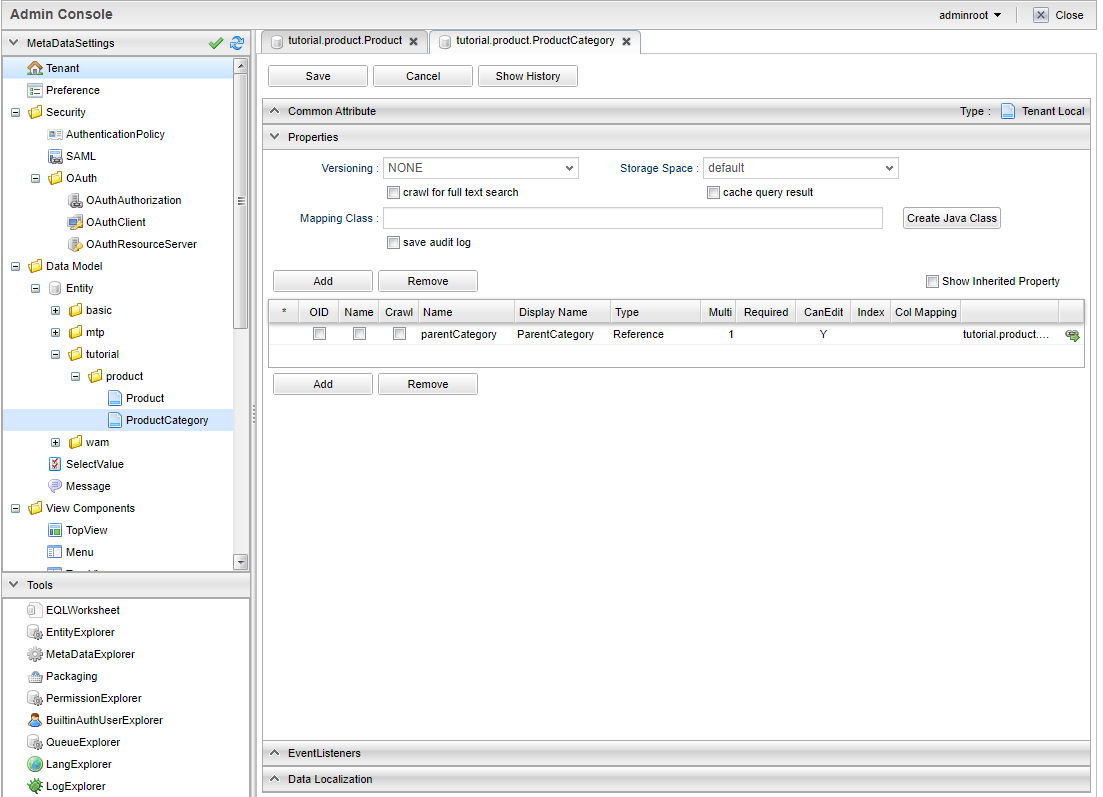 Admin Console
adminroot
Close
MetaDataSettings
Tenant
Preference
Security
AuthenticationPolicy
SAML
OAuth
OAuthAuthorization
OAuthClient
OAuthResourceServer
Data Model
Entity
basic
mtp
tutorial
product
Product
ProductCategory
wam
SelectValue
Message
View Components
TopView
Menu
Tools
EQLWorksheet
EntityExplorer
MetaDataExplorer
Packaging
PermissionExplorer
BuiltinAuthUserExplorer
QueueExplorer
LangExplorer
LogExplorer
tutorial.product.Product
tutorial.product.ProductCategory
Save Cancel Show History
Common Attribute Type : Tenant Local
Properties
Versioning : NONE Storage Space : default
crawl for full text search cache query result
Mapping Class : Create Java Class
save audit log
Add Remove Show Inherited Property
* OID Name Crawl Name Display Name Type Multi Required CanEdit Index Col Mapping
parentCategory ParentCategory Reference 1 Y tutorial.product....
Add Remove
EventListeners
Data Localization